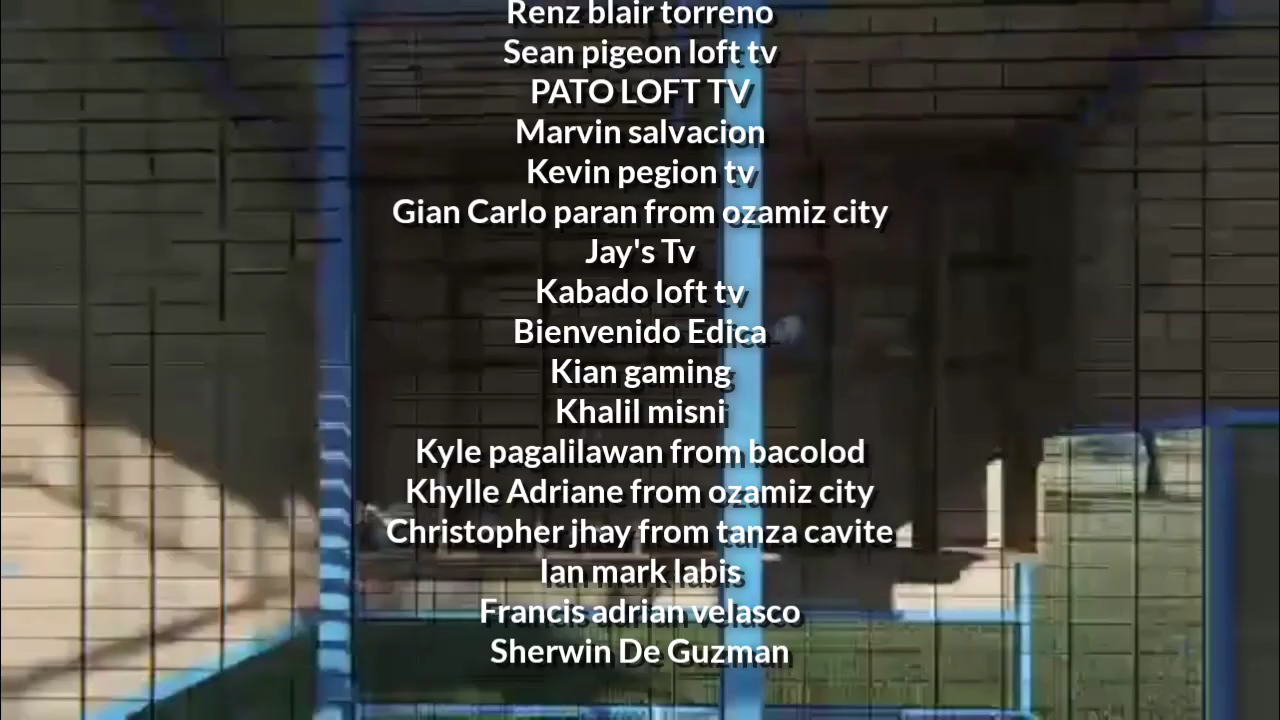 Renz blair torreno
Sean pigeon loft tv
PATO LOFT TV
Marvin salvacion
Kevin pegion tv
Gian Carlo paran from ozamiz city
Jay's Tv
Kabado loft tv
Bienvenido Edica
Kian gaming
Khalil misni
Kyle pagalilawan from bacolod
Khylle Adriane from ozamiz city
Christopher jhay from tanza cavite
Ian mark labis
Francis adrian velasco
Sherwin De Guzman